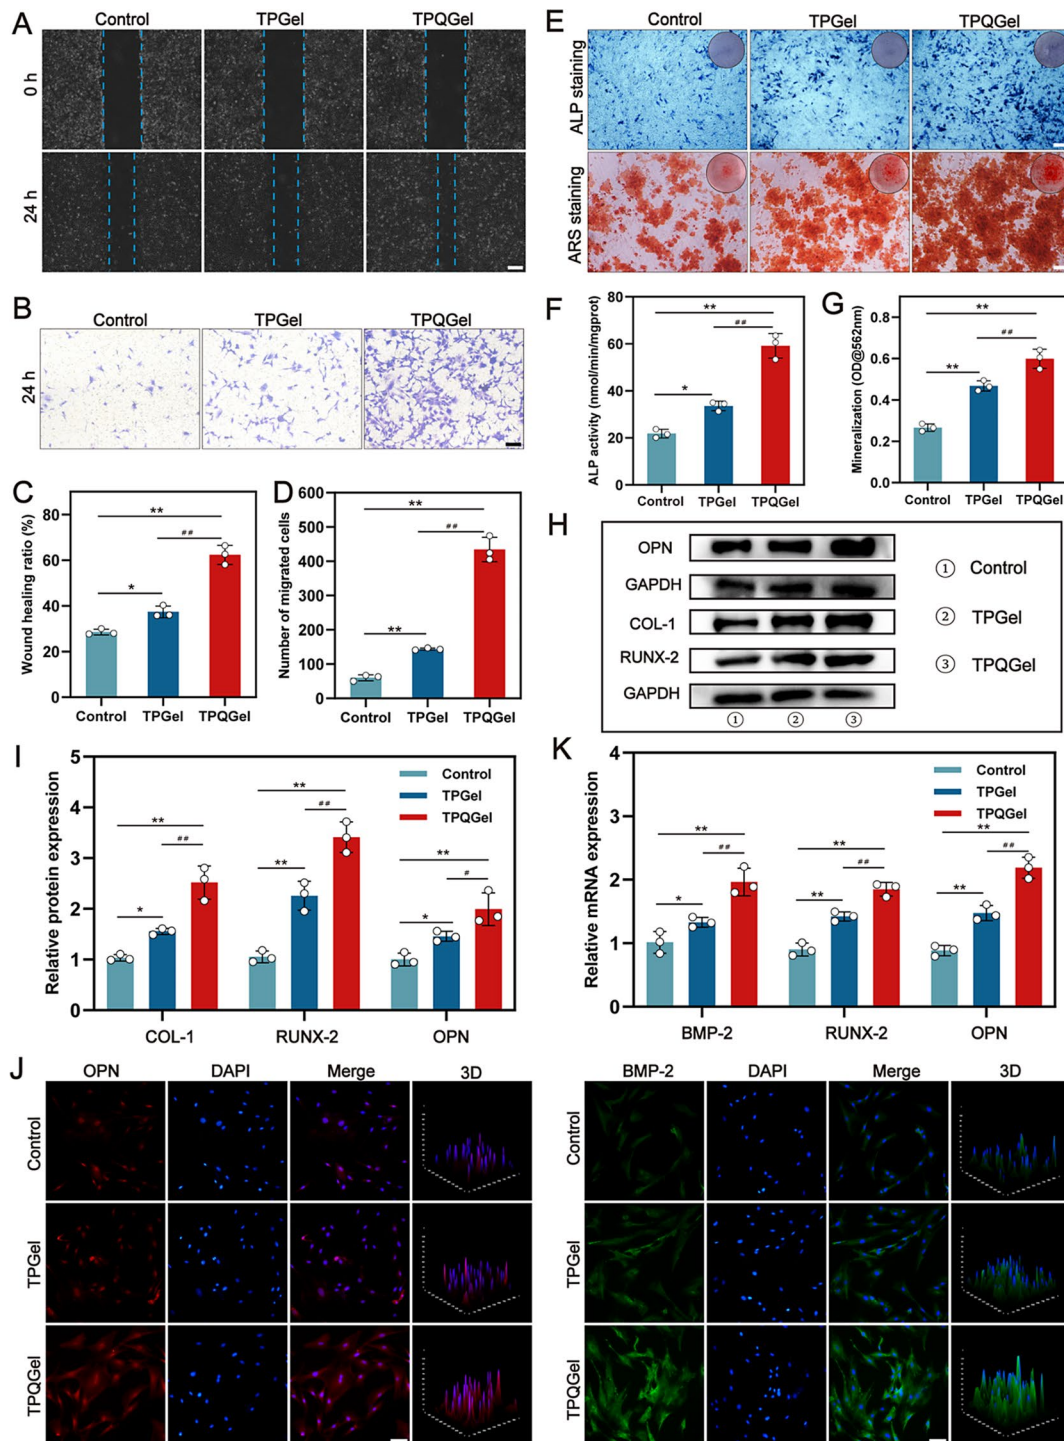 A
Control
TPGel
TPQGel
0 h
24 h
B
Control
TPGel
TPQGel
24 h
C
Wound healing ratio (%)
80
60
40
20
0
**
##
*
Control
TPGel
TPQGel
D
Number of migrated cells
600
500
400
300
200
100
0
**
##
**
Control
TPGel
TPQGel
E
Control
TPGel
TPQGel
ALP staining
ARS staining
F
ALP activity (nmol/min/mgprot)
80
60
40
20
0
**
##
*
Control
TPGel
TPQGel
G
Mineralization (OD@562nm)
0.8
0.6
0.4
0.2
0.0
**
##
**
Control
TPGel
TPQGel
H
OPN
GAPDH
COL-1
RUNX-2
GAPDH
① ② ③
① Control
② TPGel
③ TPQGel
I
Relative protein expression
5
4
3
2
1
0
Control
TPGel
TPQGel
**
##
*
**
##
**
**
#
*
COL-1
RUNX-2
OPN
K
Relative mRNA expression
4
3
2
1
0
Control
TPGel
TPQGel
**
##
*
**
##
**
**
##
**
BMP-2
RUNX-2
OPN
J
OPN
DAPI
Merge
3D
Control
TPGel
TPQGel
BMP-2
DAPI
Merge
3D
Control
TPGel
TPQGel